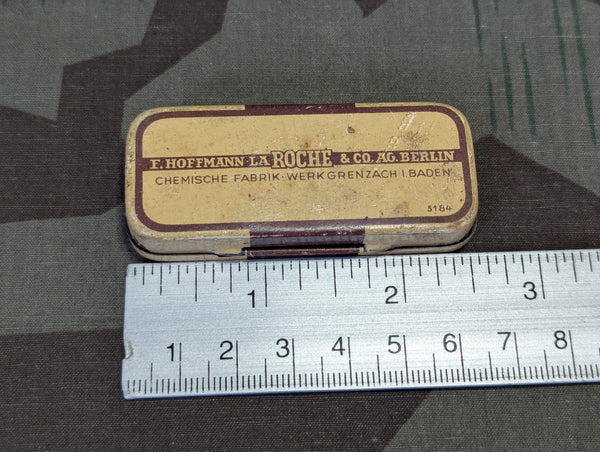 F. HOFFMANN-LA ROCHE & CO. AG. BERLIN
CHEMISCHE FABRIK · WERK GRENZACH I. BADEN
5184
1 2 3
1 2 3 4 5 6 7 8